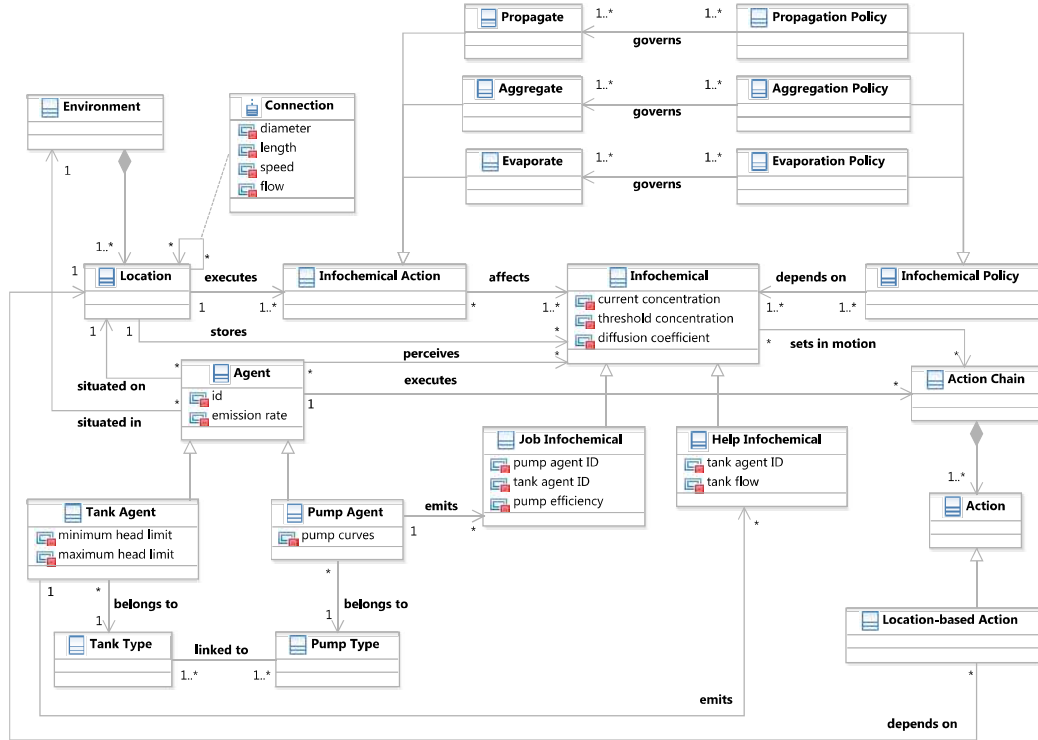 Propagate
1..*
1..*
Propagation Policy
governs
Aggregate
1..*
1..*
Aggregation Policy
governs
Evaporate
1..*
1..*
Evaporation Policy
governs
Environment
1
Connection
diameter
length
speed
flow
1..*
*
*
1
Location
executes
1
1..*
Infochemical Action
affects
*
1..*
Infochemical
current concentration
threshold concentration
diffusion coefficient
depends on
*
1..*
Infochemical Policy
1
1
stores
*
perceives
*
*
*
sets in motion
*
situated on
*
Agent
id
emission rate
executes
1
*
Action Chain
situated in
*
Job Infochemical
pump agent ID
tank agent ID
pump efficiency
Help Infochemical
tank agent ID
tank flow
1..*
Action
Tank Agent
minimum head limit
maximum head limit
Pump Agent
pump curves
emits
1
*
*
1
*
belongs to
1
*
belongs to
1
Location-based Action
Tank Type
linked to
1..*
1..*
Pump Type
*
emits
depends on